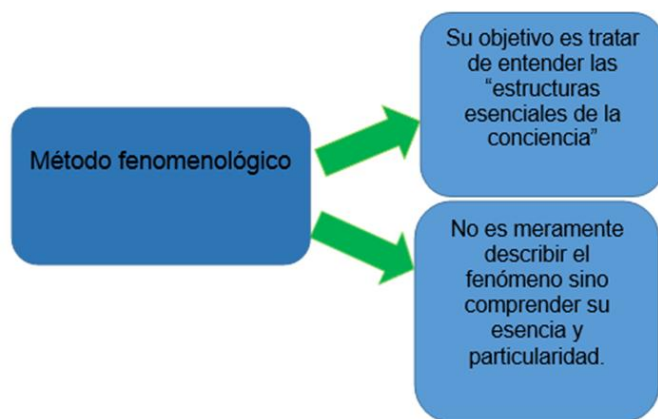 Método fenomenológico
Su objetivo es tratar
de entender las
“estructuras
esenciales de la
conciencia”
No es meramente
describir el
fenómeno sino
comprender su
esencia y
particularidad.